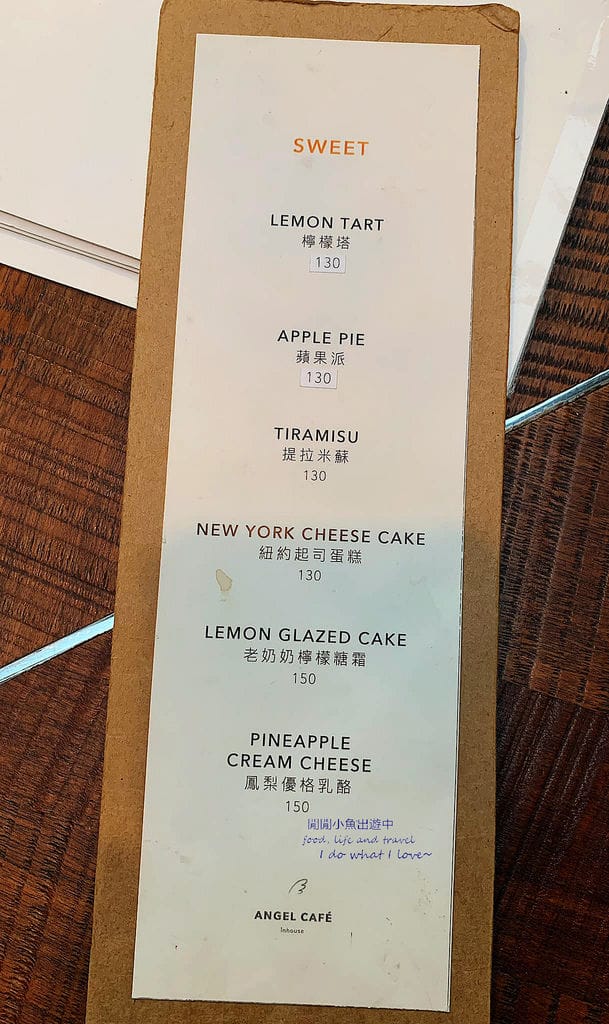 SWEET
LEMON TART
檸檬塔
130
APPLE PIE
蘋果派
130
TIRAMISU
提拉米蘇
130
NEW YORK CHEESE CAKE
紐約起司蛋糕
130
LEMON GLAZED CAKE
老奶奶檸檬糖霜
150
PINEAPPLE
CREAM CHEESE
鳳梨優格乳酪
150
閒閒小魚出遊中
food, life and travel
I do what I love~
ANGEL CAFÉ
Inhouse